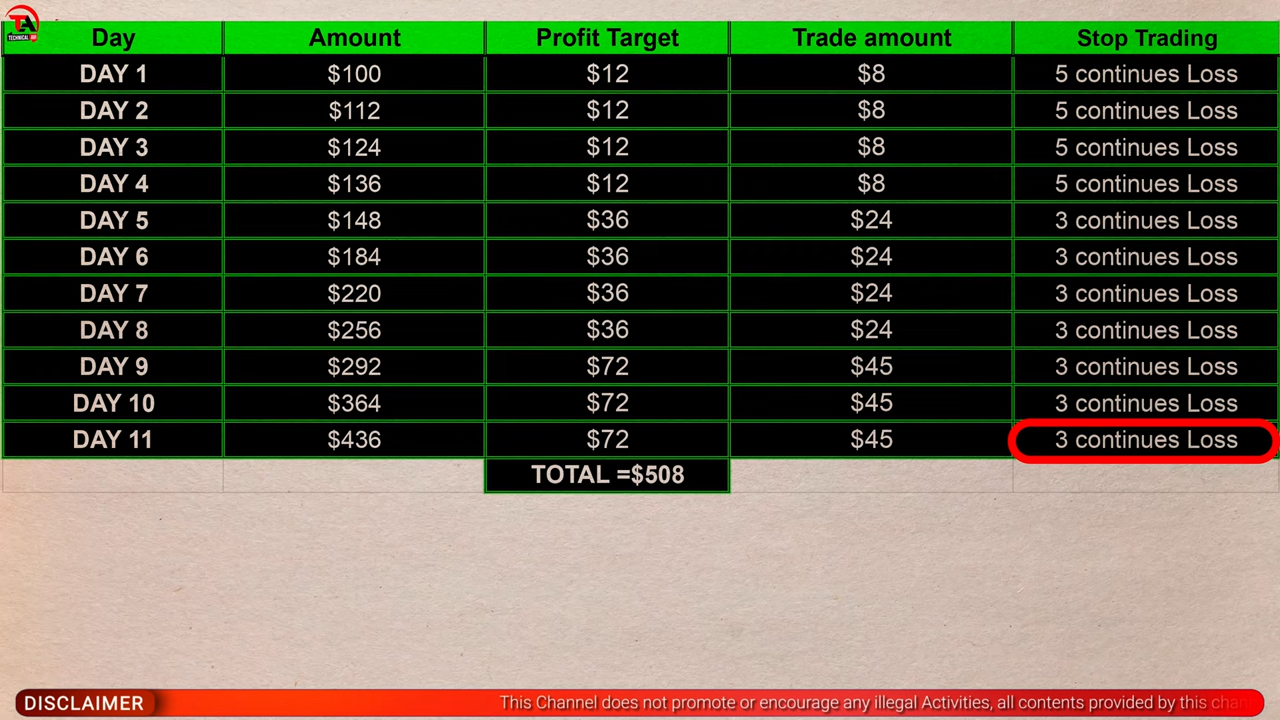 TA
Day Amount Profit Target Trade amount Stop Trading
DAY 1 $100 $12 $8 5 continues Loss
DAY 2 $112 $12 $8 5 continues Loss
DAY 3 $124 $12 $8 5 continues Loss
DAY 4 $136 $12 $8 5 continues Loss
DAY 5 $148 $36 $24 3 continues Loss
DAY 6 $184 $36 $24 3 continues Loss
DAY 7 $220 $36 $24 3 continues Loss
DAY 8 $256 $36 $24 3 continues Loss
DAY 9 $292 $72 $45 3 continues Loss
DAY 10 $364 $72 $45 3 continues Loss
DAY 11 $436 $72 $45 3 continues Loss
TOTAL =$508
DISCLAIMER This Channel does not promote or encourage any illegal Activities, all contents provided by this